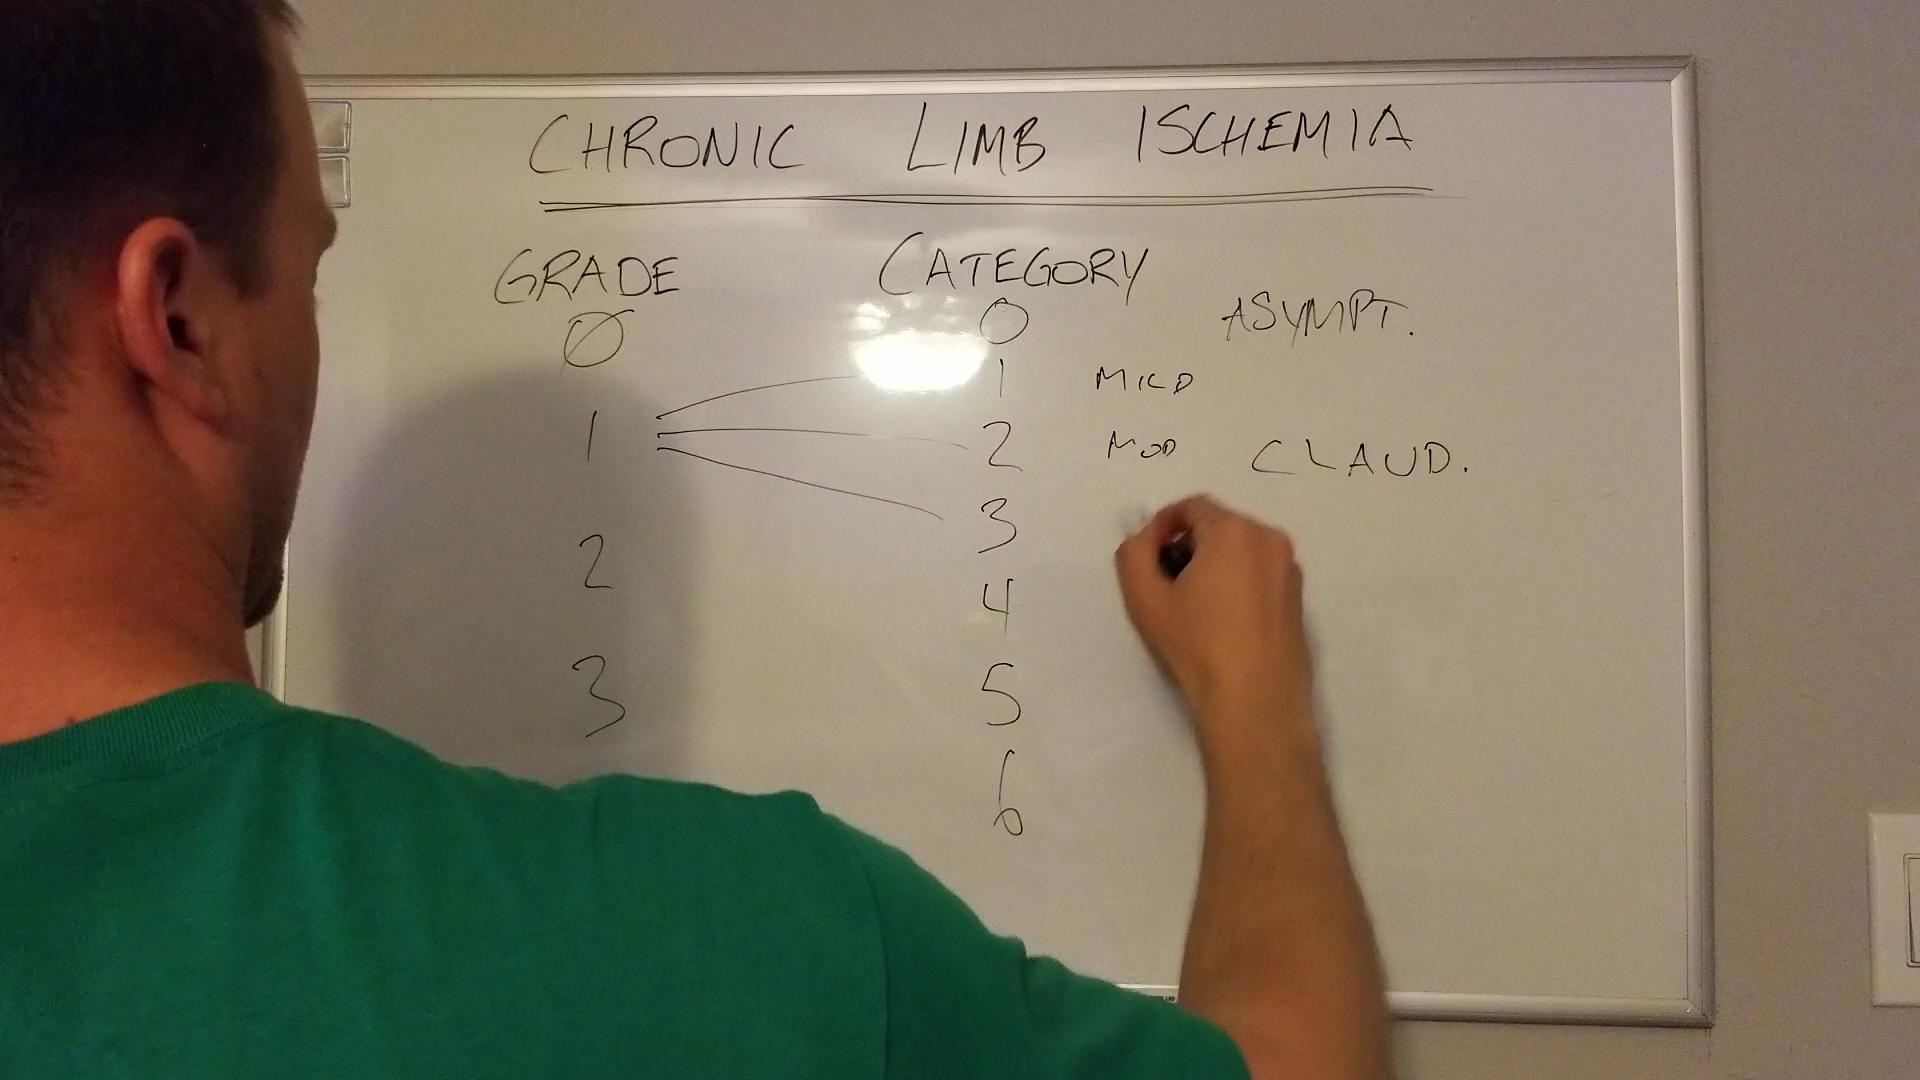 CHRONIC LIMB ISCHEMIA
GRADE CATEGORY
0 0 ASYMPT.
1 MILD
1 2 MOD CLAUD.
3
2 4
3 5
6